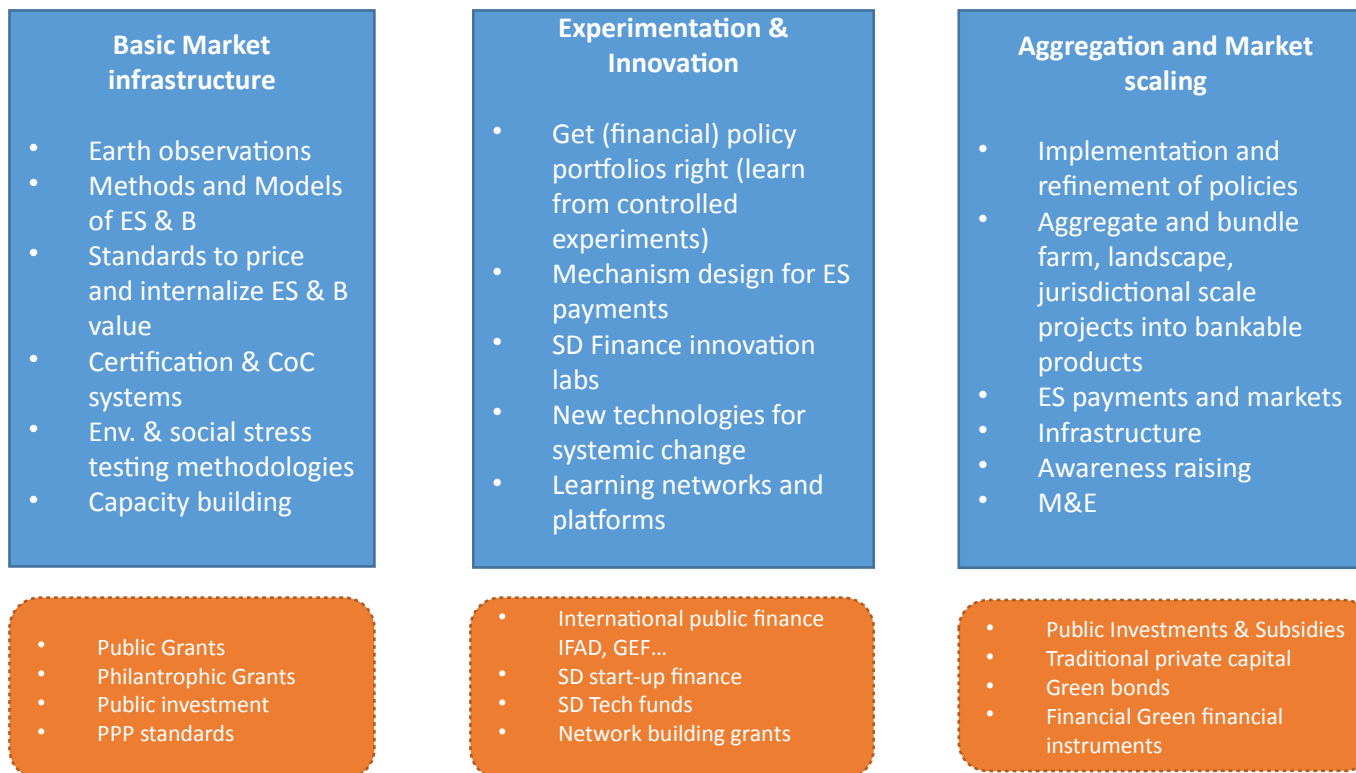 Basic Market
infrastructure
• Earth observations
• Methods and Models
of ES & B
• Standards to price
and internalize ES & B
value
• Certification & CoC
systems
• Env. & social stress
testing methodologies
• Capacity building
Experimentation &
Innovation
• Get (financial) policy
portfolios right (learn
from controlled
experiments)
• Mechanism design for ES
payments
• SD Finance innovation
labs
• New technologies for
systemic change
• Learning networks and
platforms
Aggregation and Market
scaling
• Implementation and
refinement of policies
• Aggregate and bundle
farm, landscape,
jurisdictional scale
projects into bankable
products
• ES payments and markets
• Infrastructure
• Awareness raising
• M&E
• Public Grants
• Philantrophic Grants
• Public investment
• PPP standards
• International public finance
IFAD, GEF...
• SD start-up finance
• SD Tech funds
• Network building grants
• Public Investments & Subsidies
• Traditional private capital
• Green bonds
• Financial Green financial
instruments